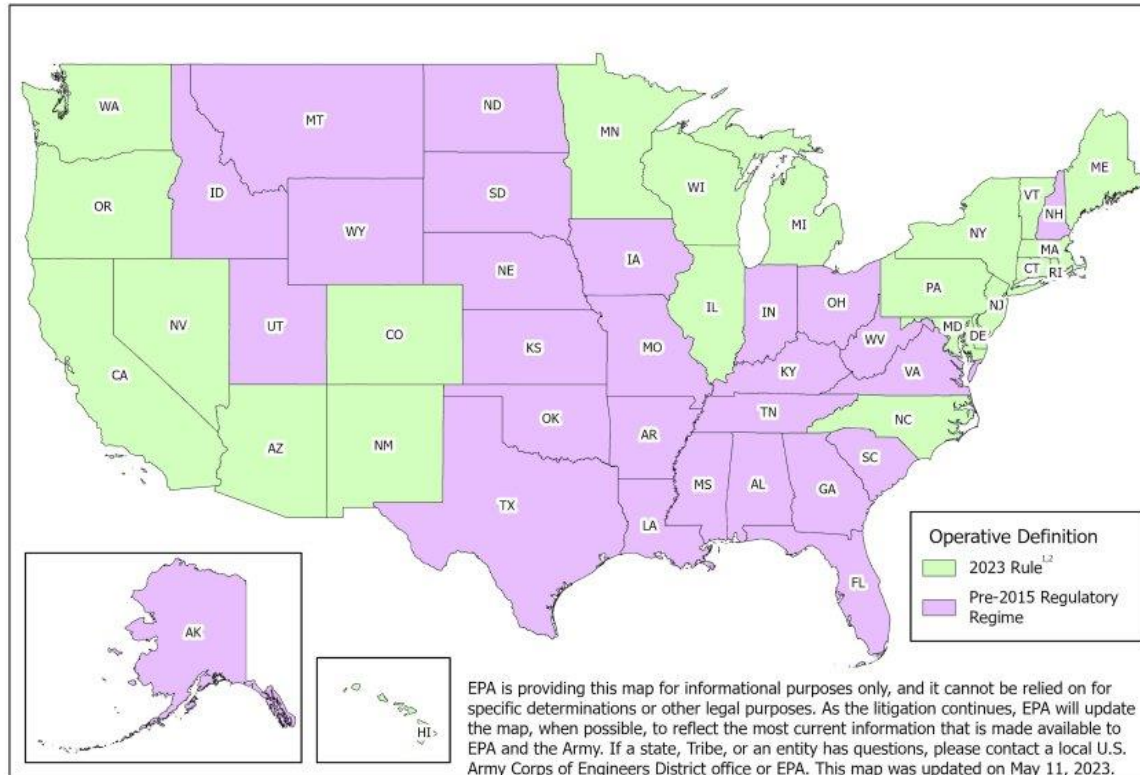 WA
MT
ND
MN
ME
OR
ID
SD
WI
VT
NH
WY
MI
NY
MA
CT
RI
NE
IA
PA
NJ
NV
UT
CO
IL
IN
OH
MD
DE
CA
KS
MO
WV
KY
VA
AZ
NM
OK
AR
TN
NC
SC
TX
LA
MS
AL
GA
FL
AK
HI
Operative Definition
2023 Rule1,2
Pre-2015 Regulatory
Regime
EPA is providing this map for informational purposes only, and it cannot be relied on for
specific determinations or other legal purposes. As the litigation continues, EPA will update
the map, when possible, to reflect the most current information that is made available to
EPA and the Army. If a state, Tribe, or an entity has questions, please contact a local U.S.
Army Corps of Engineers District office or EPA. This map was updated on May 11, 2023.